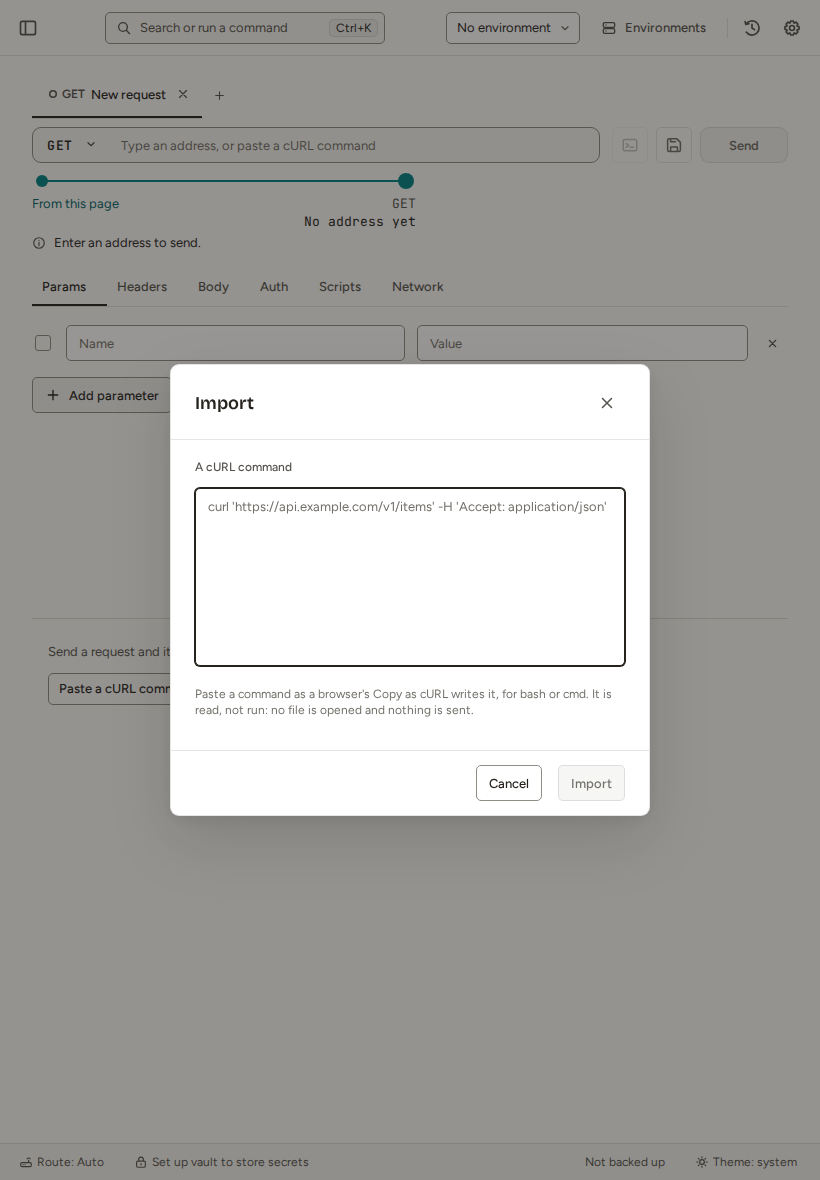 Search or run a command Ctrl+K No environment Environments
GET New request
GET Type an address, or paste a cURL command Send
From this page GET
No address yet
Enter an address to send.
Params Headers Body Auth Scripts Network
Name Value
Add parameter
Import
A cURL command
curl 'https://api.example.com/v1/items' -H 'Accept: application/json'
Send a request and it
Paste a cURL comm
Paste a command as a browser's Copy as cURL writes it, for bash or cmd. It is
read, not run: no file is opened and nothing is sent.
Cancel Import
Route: Auto Set up vault to store secrets Not backed up Theme: system